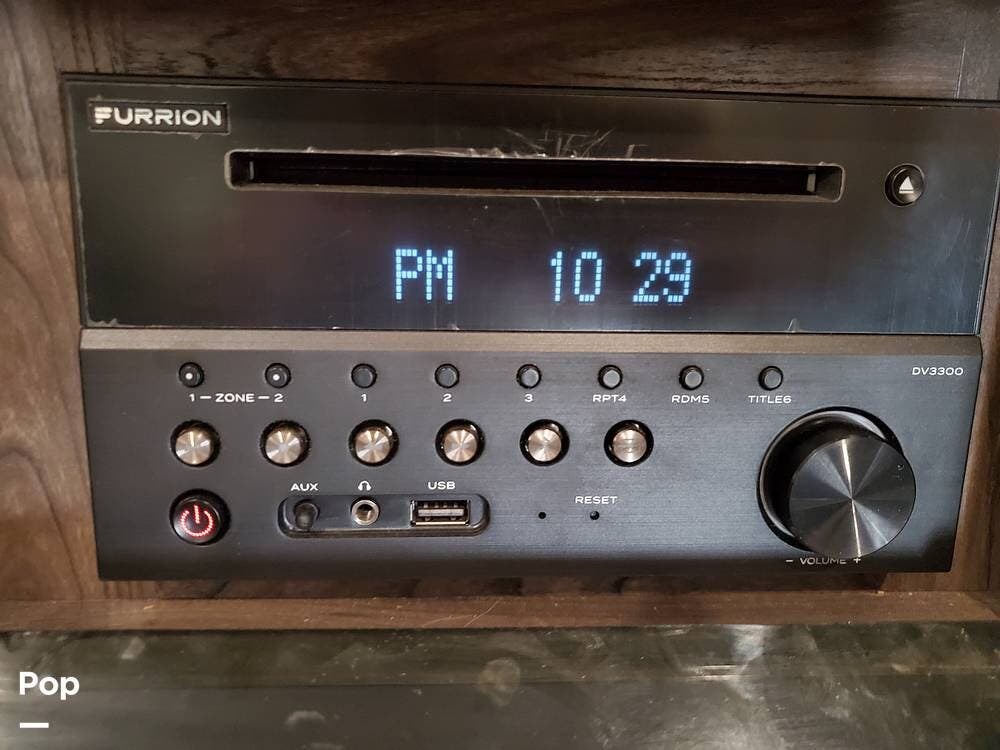 FURRION
PM 10 29
DV3300
1 — ZONE — 2 1 2 3 RPT4 RDM5 TITLE6
AUX USB
RESET
− VOLUME +
Pop